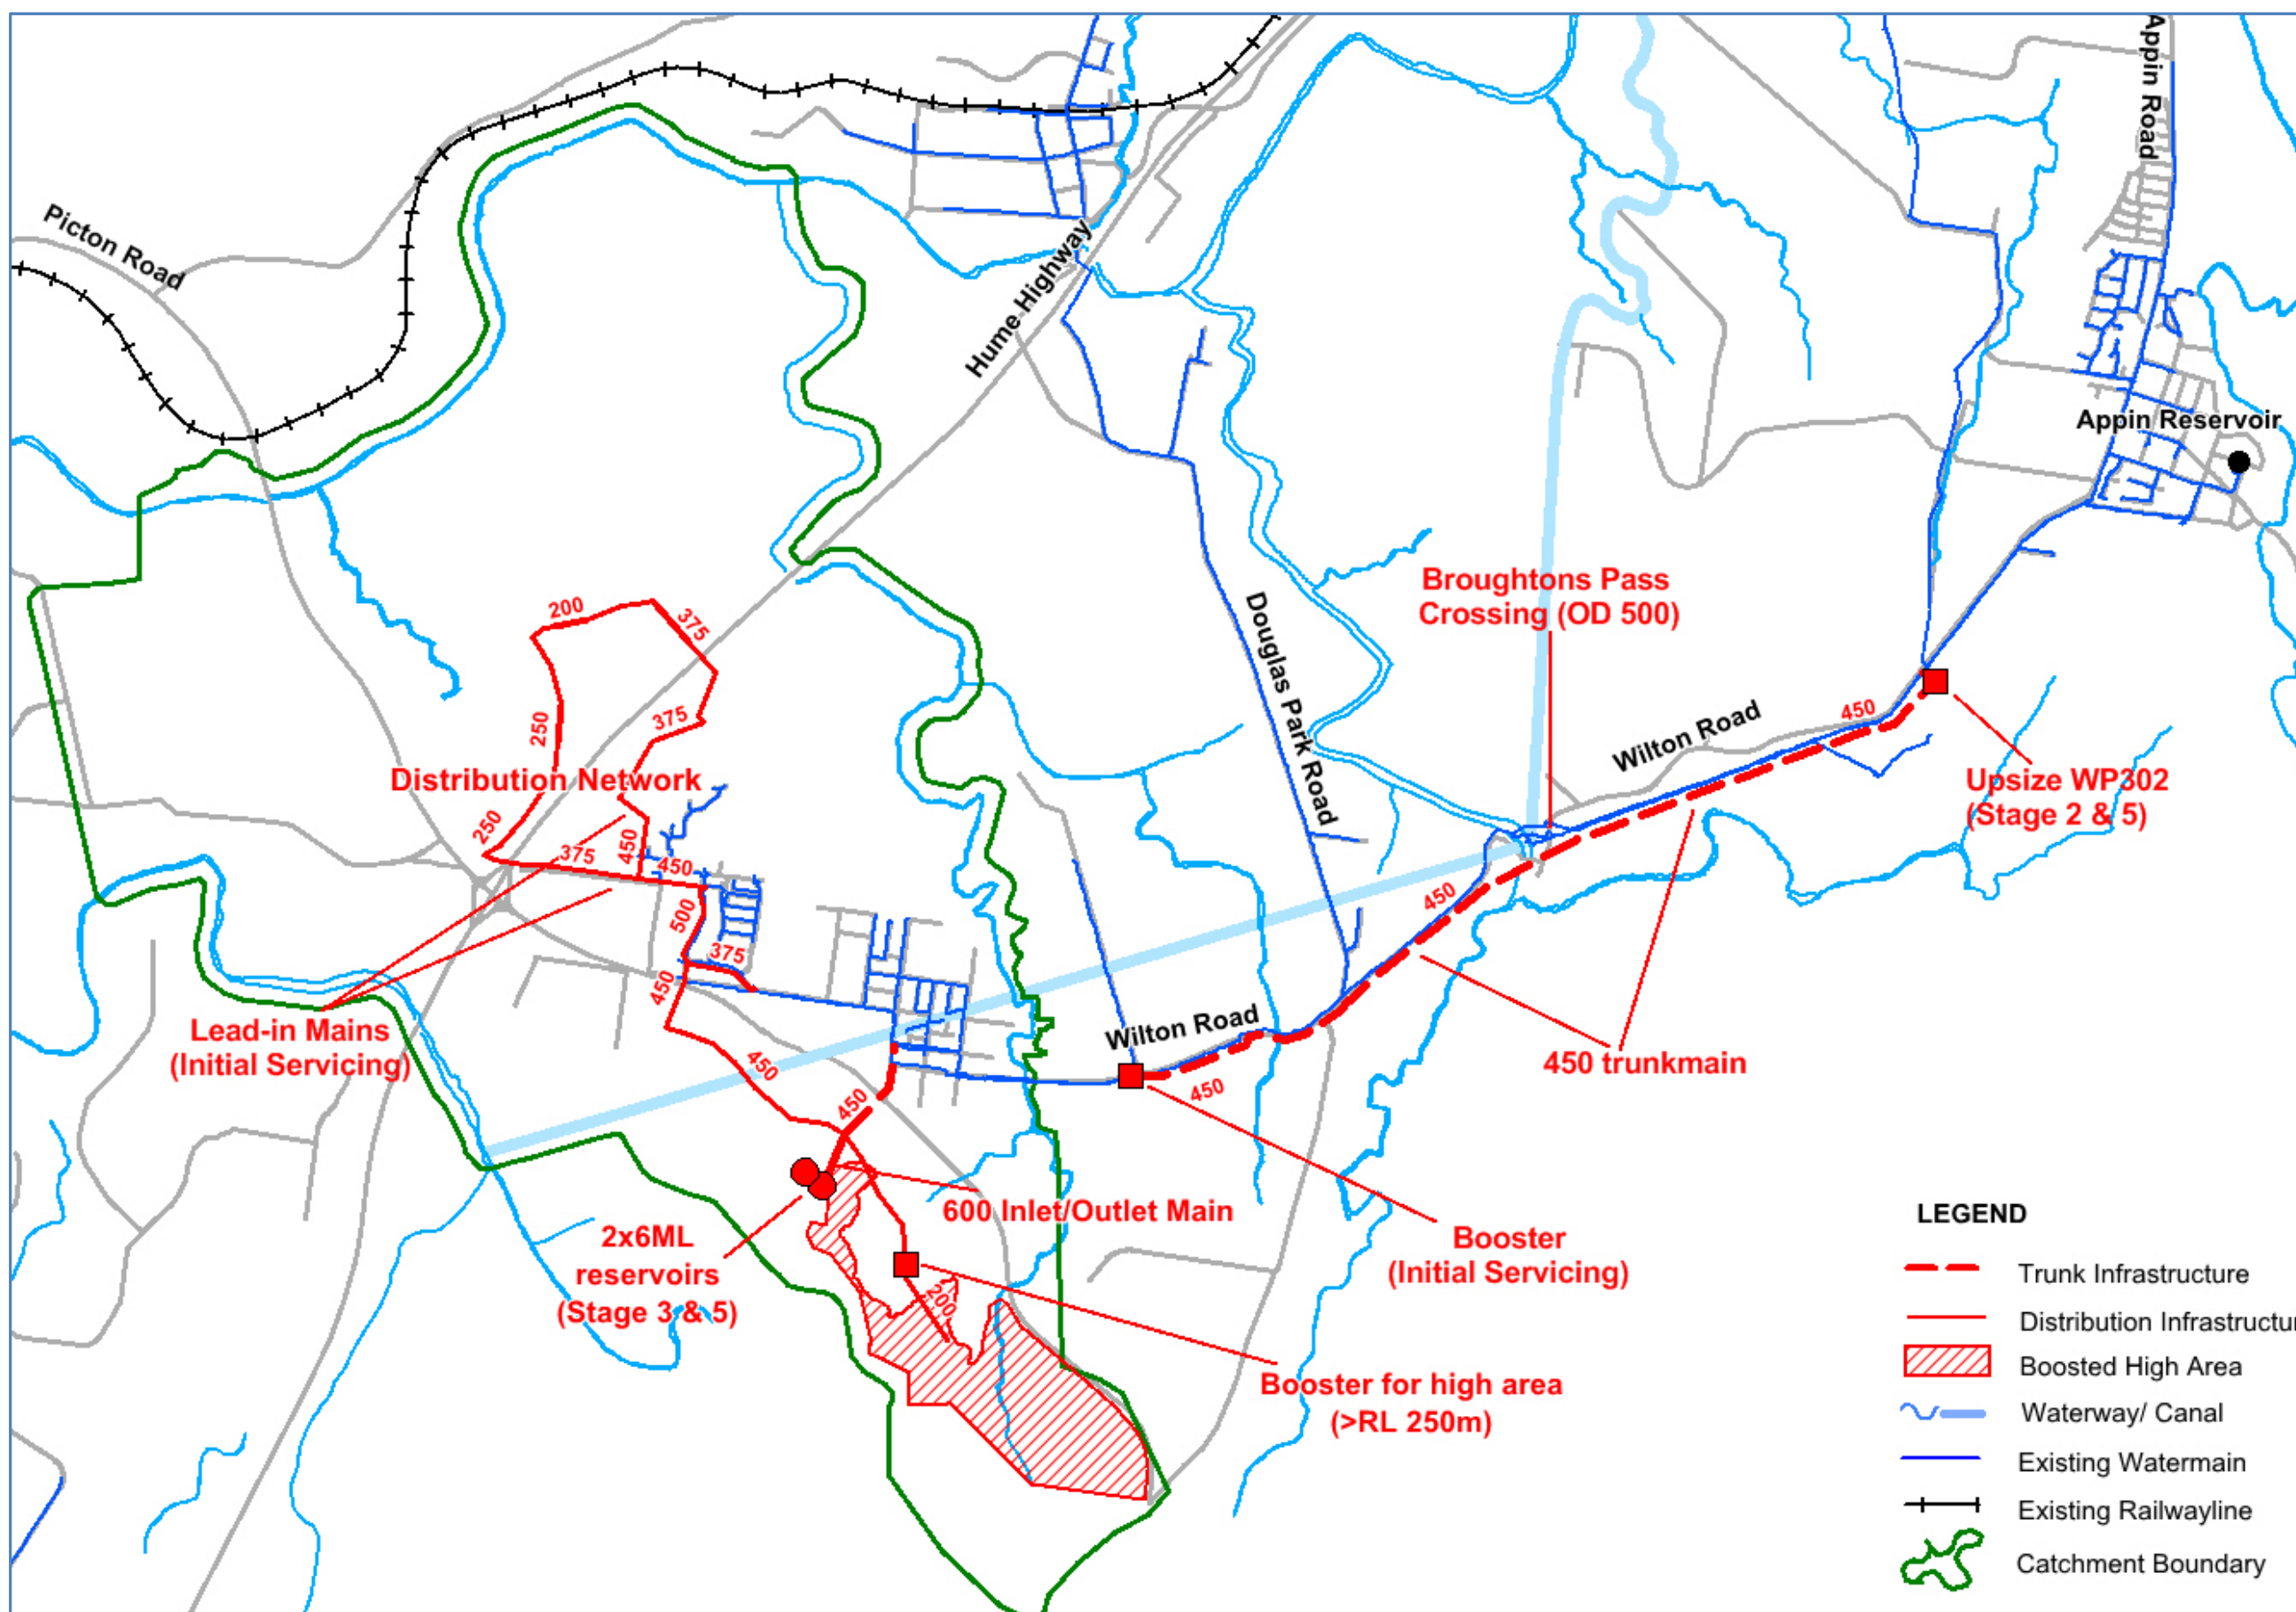 Appin Road
Picton Road
Hume Highway
Appin Reservoir
Broughtons Pass
Crossing (OD 500)
200
375
Douglas Park Road
250
375
Wilton Road
450
Distribution Network
Upsize WP302
(Stage 2 & 5)
250
375
450
450
450
500
375
450
Lead-in Mains
(Initial Servicing)
Wilton Road
450
450
450 trunkmain
450
600 Inlet/Outlet Main
2x6ML
reservoirs
(Stage 3 & 5)
Booster
(Initial Servicing)
200
Booster for high area
(>RL 250m)
LEGEND
Trunk Infrastructure
Distribution Infrastructu
Boosted High Area
Waterway/ Canal
Existing Watermain
Existing Railwayline
Catchment Boundary